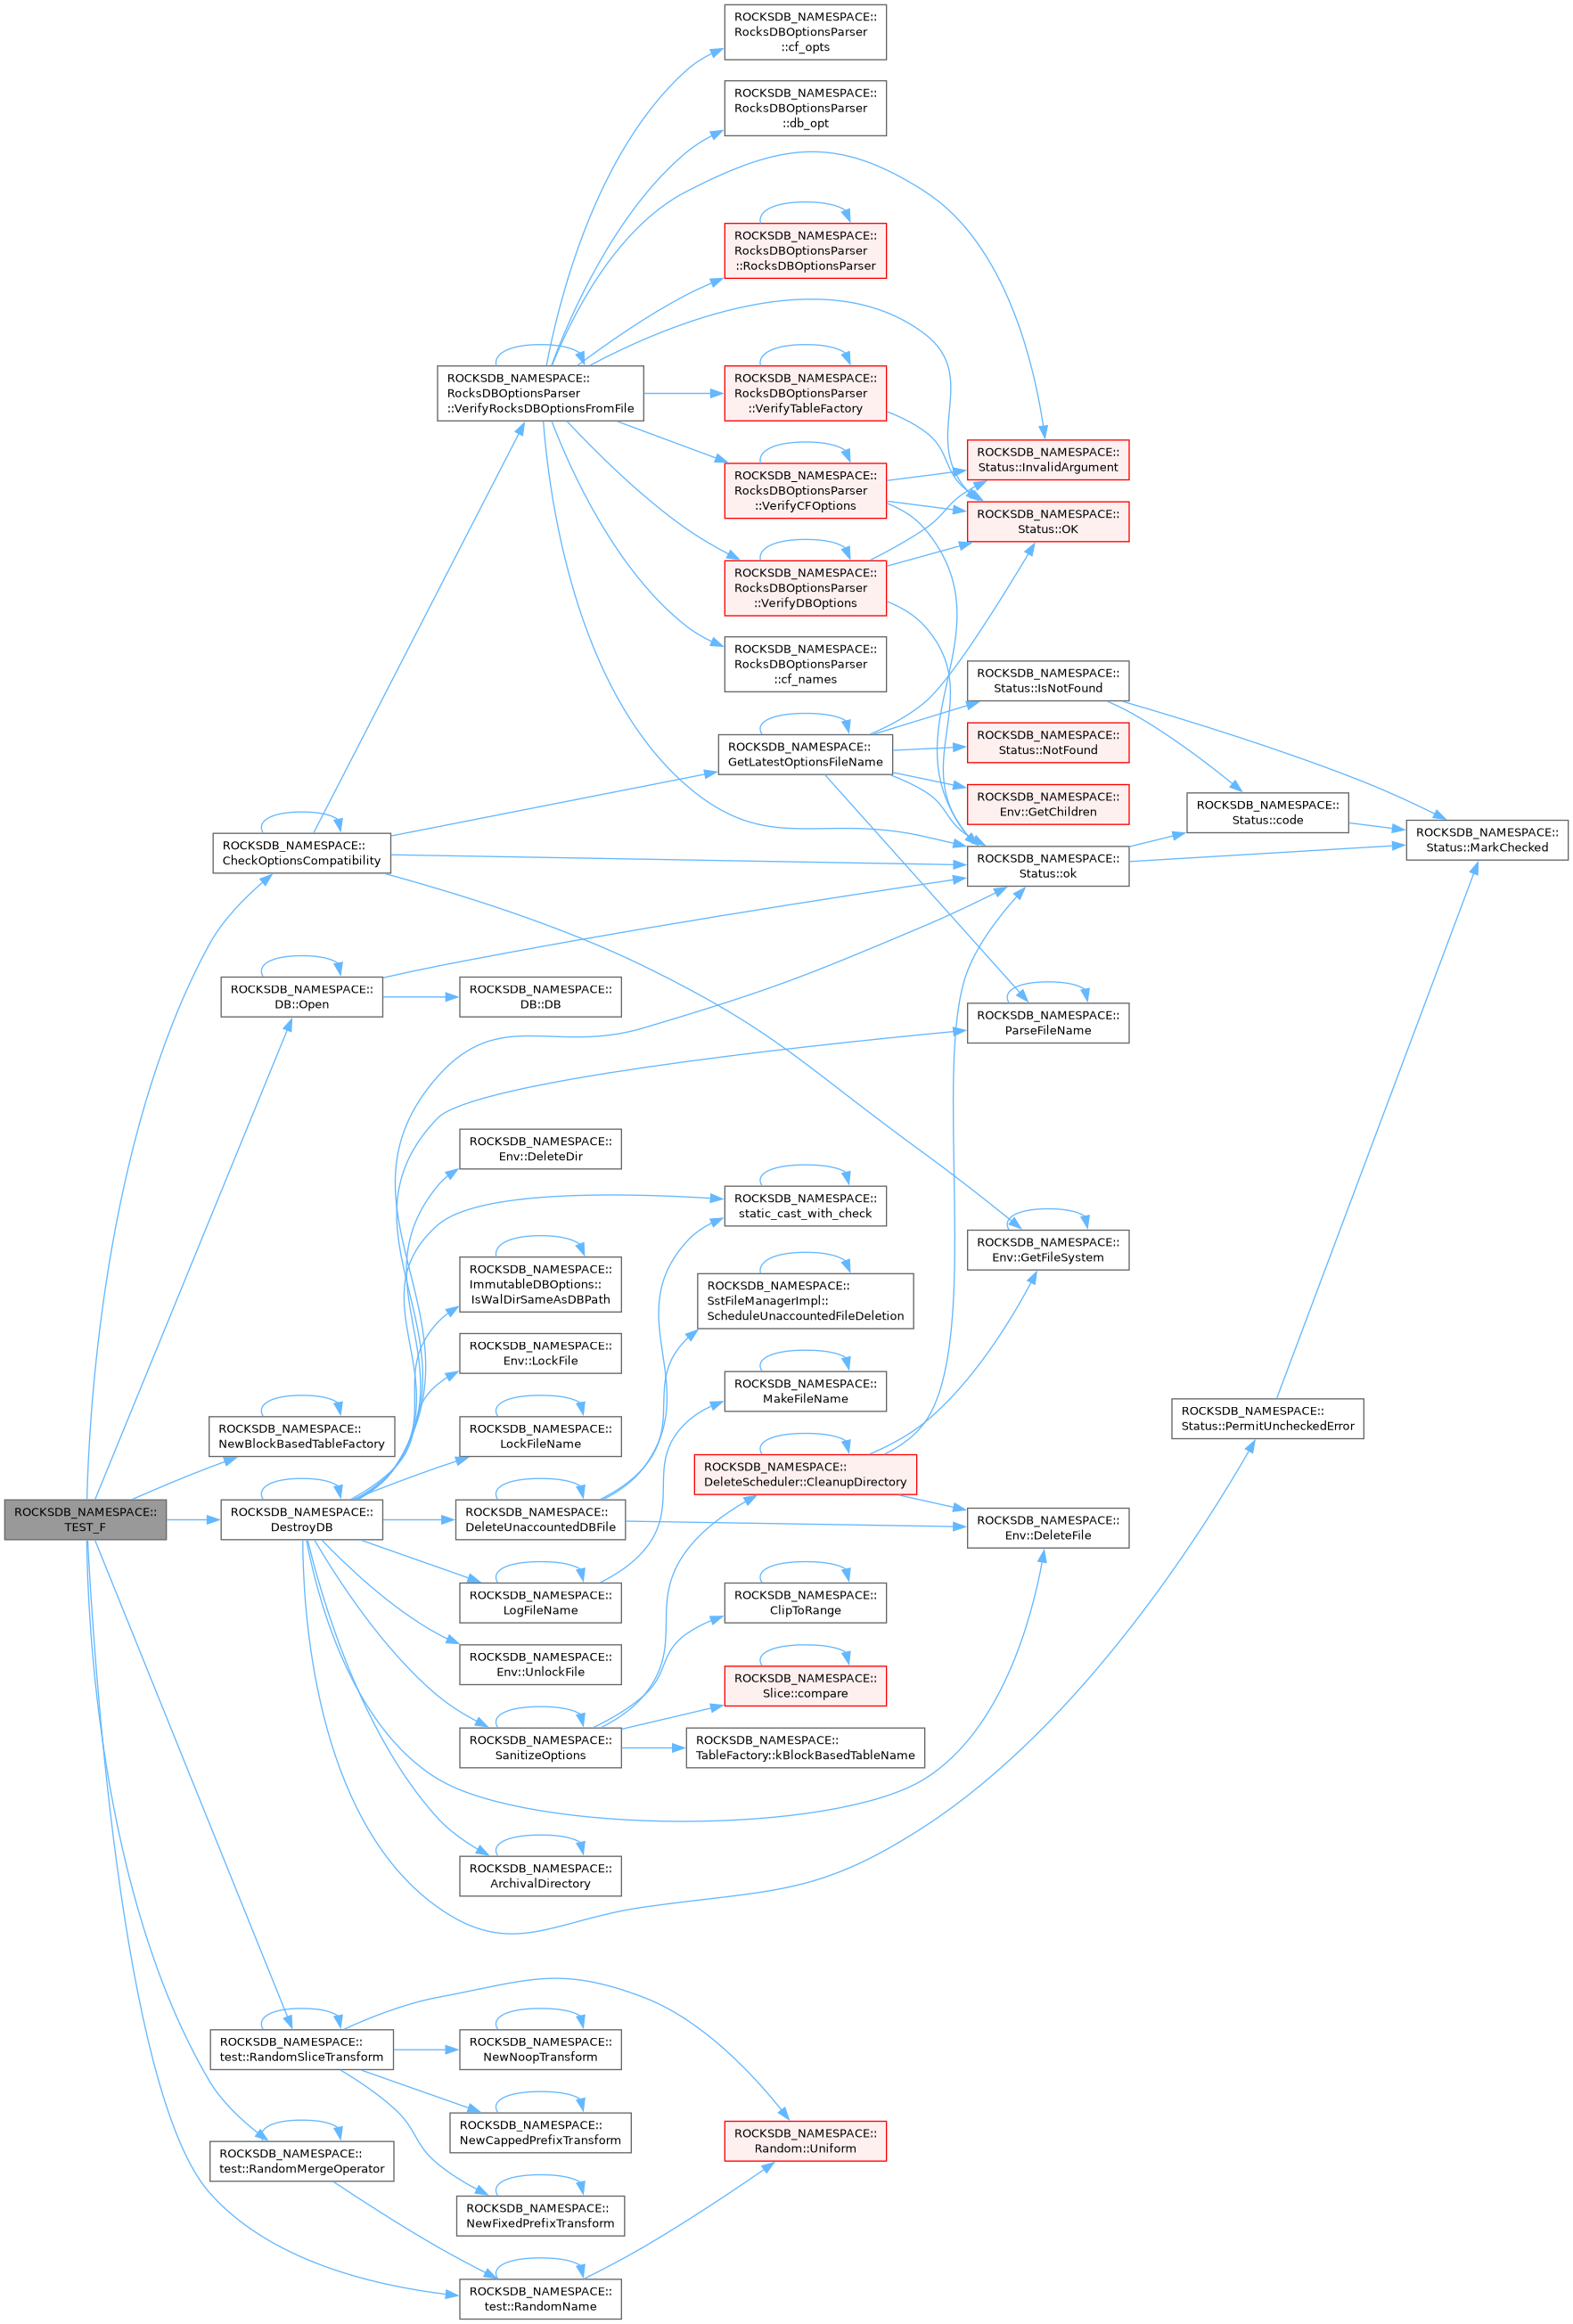 ROCKSDB_NAMESPACE::
RocksDBOptionsParser
::cf_opts
ROCKSDB_NAMESPACE::
RocksDBOptionsParser
::db_opt
ROCKSDB_NAMESPACE::
RocksDBOptionsParser
::RocksDBOptionsParser
ROCKSDB_NAMESPACE::
RocksDBOptionsParser
::VerifyRocksDBOptionsFromFile
ROCKSDB_NAMESPACE::
RocksDBOptionsParser
::VerifyTableFactory
ROCKSDB_NAMESPACE::
Status::InvalidArgument
ROCKSDB_NAMESPACE::
RocksDBOptionsParser
::VerifyCFOptions
ROCKSDB_NAMESPACE::
Status::OK
ROCKSDB_NAMESPACE::
RocksDBOptionsParser
::VerifyDBOptions
ROCKSDB_NAMESPACE::
RocksDBOptionsParser
::cf_names
ROCKSDB_NAMESPACE::
Status::IsNotFound
ROCKSDB_NAMESPACE::
GetLatestOptionsFileName
ROCKSDB_NAMESPACE::
Status::NotFound
ROCKSDB_NAMESPACE::
Env::GetChildren
ROCKSDB_NAMESPACE::
Status::code
ROCKSDB_NAMESPACE::
Status::MarkChecked
ROCKSDB_NAMESPACE::
CheckOptionsCompatibility
ROCKSDB_NAMESPACE::
Status::ok
ROCKSDB_NAMESPACE::
DB::Open
ROCKSDB_NAMESPACE::
DB::DB
ROCKSDB_NAMESPACE::
ParseFileName
ROCKSDB_NAMESPACE::
Env::DeleteDir
ROCKSDB_NAMESPACE::
static_cast_with_check
ROCKSDB_NAMESPACE::
Env::GetFileSystem
ROCKSDB_NAMESPACE::
ImmutableDBOptions::
IsWalDirSameAsDBPath
ROCKSDB_NAMESPACE::
SstFileManagerImpl::
ScheduleUnaccountedFileDeletion
ROCKSDB_NAMESPACE::
Env::LockFile
ROCKSDB_NAMESPACE::
MakeFileName
ROCKSDB_NAMESPACE::
Status::PermitUncheckedError
ROCKSDB_NAMESPACE::
NewBlockBasedTableFactory
ROCKSDB_NAMESPACE::
LockFileName
ROCKSDB_NAMESPACE::
DeleteScheduler::CleanupDirectory
ROCKSDB_NAMESPACE::
TEST_F
ROCKSDB_NAMESPACE::
DestroyDB
ROCKSDB_NAMESPACE::
DeleteUnaccountedDBFile
ROCKSDB_NAMESPACE::
Env::DeleteFile
ROCKSDB_NAMESPACE::
LogFileName
ROCKSDB_NAMESPACE::
ClipToRange
ROCKSDB_NAMESPACE::
Env::UnlockFile
ROCKSDB_NAMESPACE::
Slice::compare
ROCKSDB_NAMESPACE::
SanitizeOptions
ROCKSDB_NAMESPACE::
TableFactory::kBlockBasedTableName
ROCKSDB_NAMESPACE::
ArchivalDirectory
ROCKSDB_NAMESPACE::
test::RandomSliceTransform
ROCKSDB_NAMESPACE::
NewNoopTransform
ROCKSDB_NAMESPACE::
NewCappedPrefixTransform
ROCKSDB_NAMESPACE::
Random::Uniform
ROCKSDB_NAMESPACE::
test::RandomMergeOperator
ROCKSDB_NAMESPACE::
NewFixedPrefixTransform
ROCKSDB_NAMESPACE::
test::RandomName